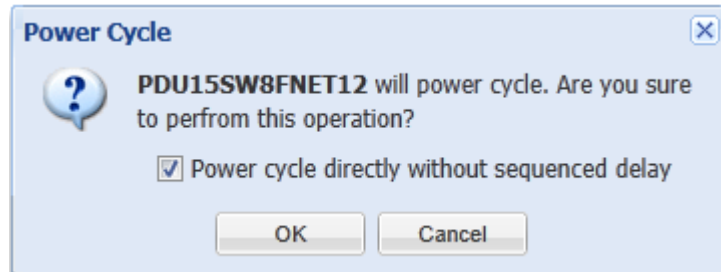 Power Cycle
PDU15SW8FNET12 will power cycle. Are you sure
to perfrom this operation?
Power cycle directly without sequenced delay
OK Cancel